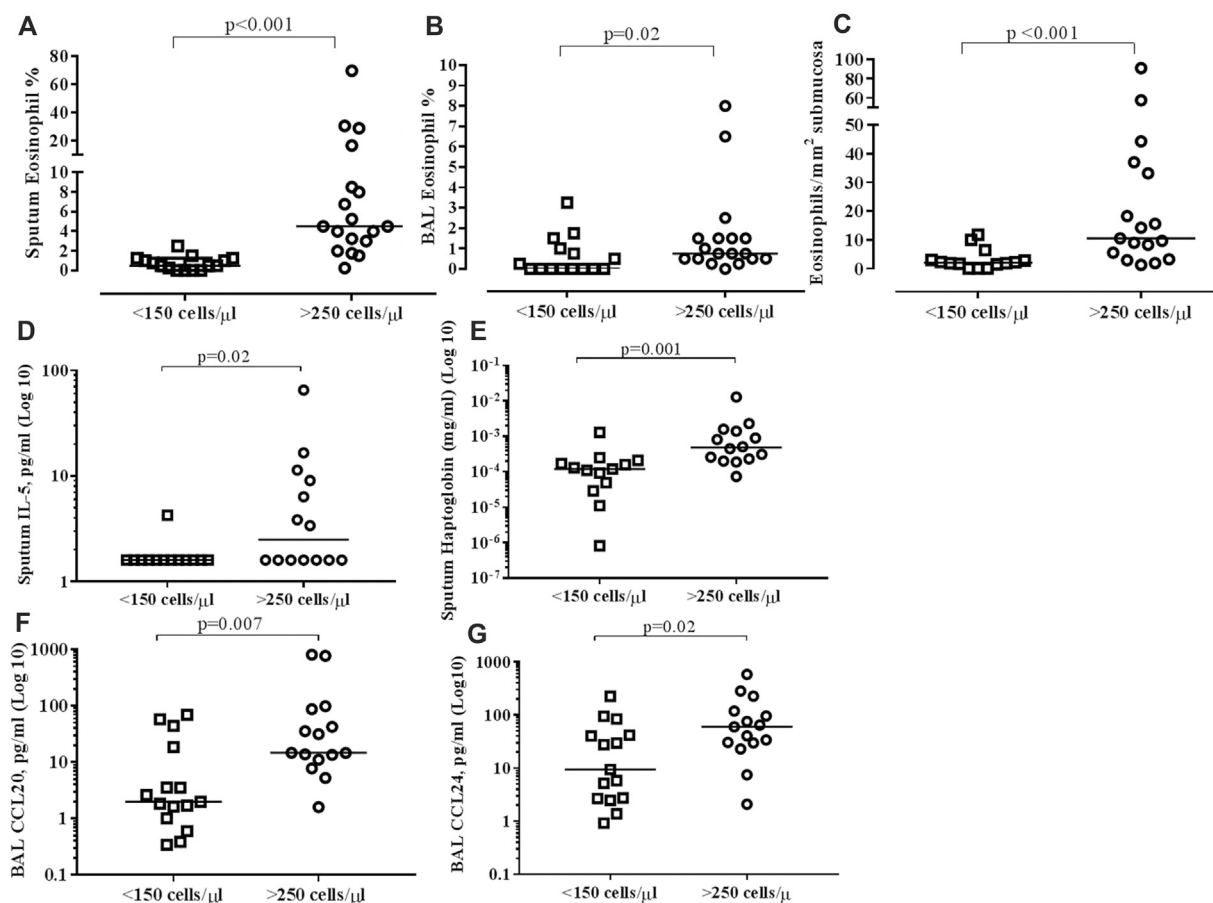 A
p<0.001
Sputum Eosinophil %
80
60
40
20
10
8
6
4
2
0
<150 cells/μl
>250 cells/μl
B
p=0.02
BAL Eosinophil %
10
9
8
7
6
5
4
3
2
1
0
<150 cells/μl
>250 cells/μl
C
p <0.001
Eosinophils/mm² submucosa
100
80
60
50
40
30
20
10
0
<150 cells/μl
>250 cells/μl
D
p=0.02
Sputum IL-5, pg/ml (Log 10)
100
10
1
<150 cells/μl
>250 cells/μl
E
p=0.001
Sputum Haptoglobin (mg/ml) (Log 10)
10⁻¹
10⁻²
10⁻³
10⁻⁴
10⁻⁵
10⁻⁶
10⁻⁷
<150 cells/μl
>250 cells/μl
F
p=0.007
BAL CCL20, pg/ml (Log10)
1000
100
10
1
0.1
<150 cells/μl
>250 cells/μl
G
p=0.02
BAL CCL24, pg/ml (Log10)
1000
100
10
1
0.1
<150 cells/μl
>250 cells/μ